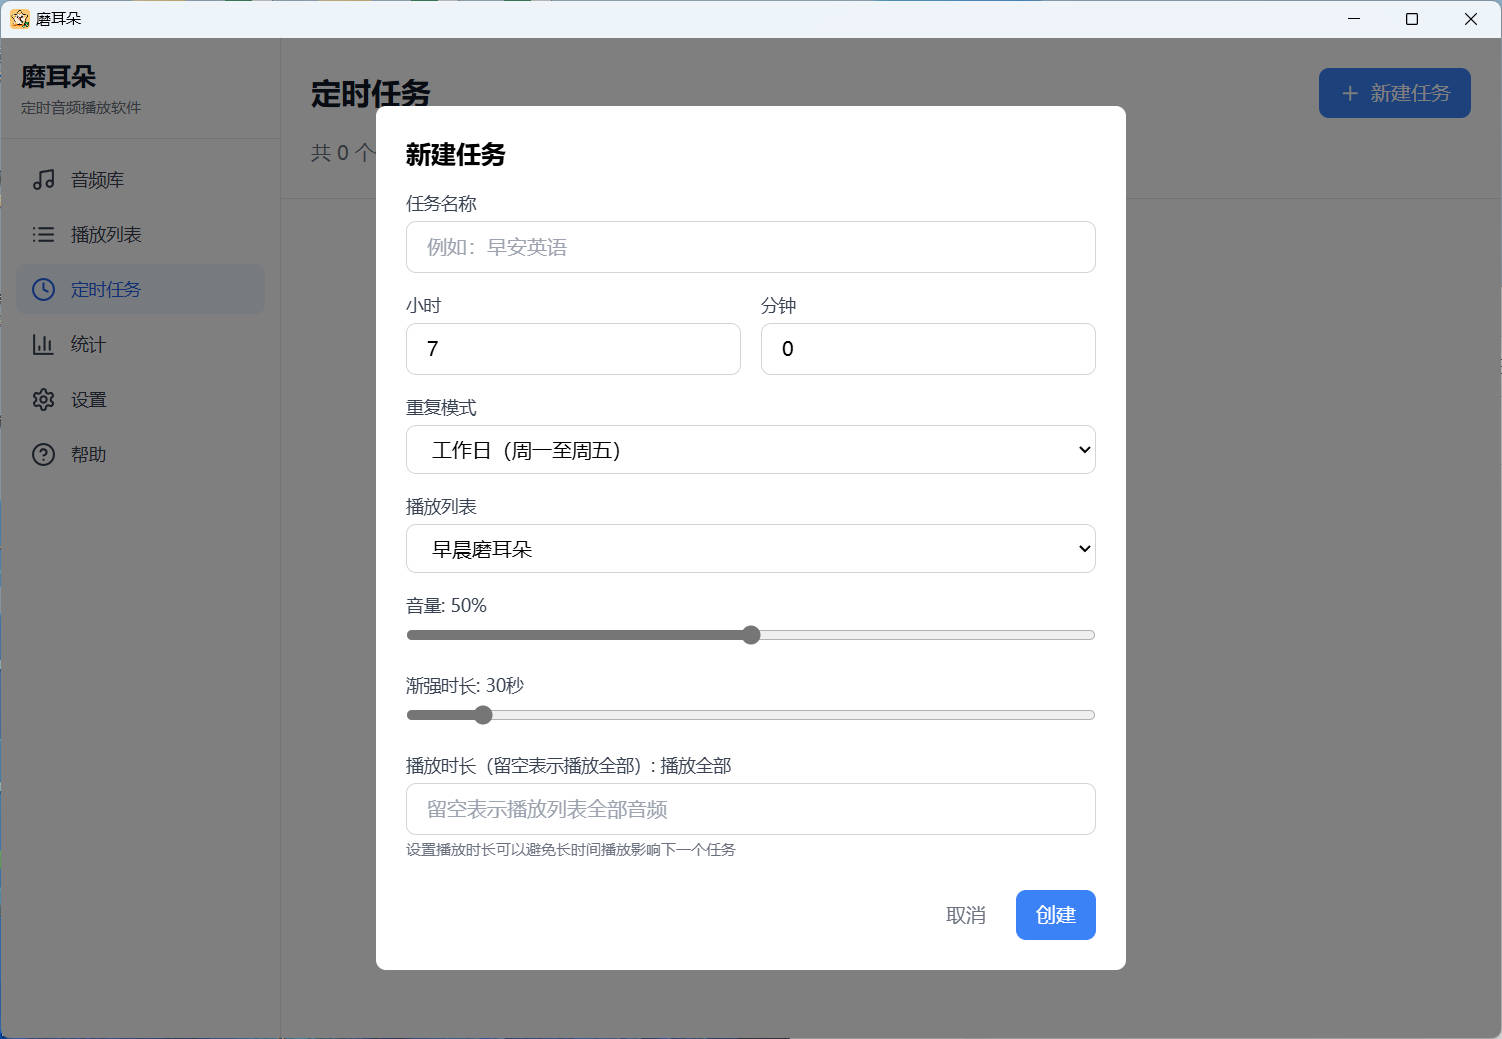 磨耳朵
磨耳朵
定时音频播放软件
音频库
播放列表
定时任务
统计
设置
帮助
定时任务
新建任务
共 0 个
新建任务
任务名称
例如：早安英语
小时
分钟
7
0
重复模式
工作日（周一至周五）
播放列表
早晨磨耳朵
音量: 50%
渐强时长: 30秒
播放时长（留空表示播放全部）: 播放全部
留空表示播放列表全部音频
设置播放时长可以避免长时间播放影响下一个任务
取消
创建